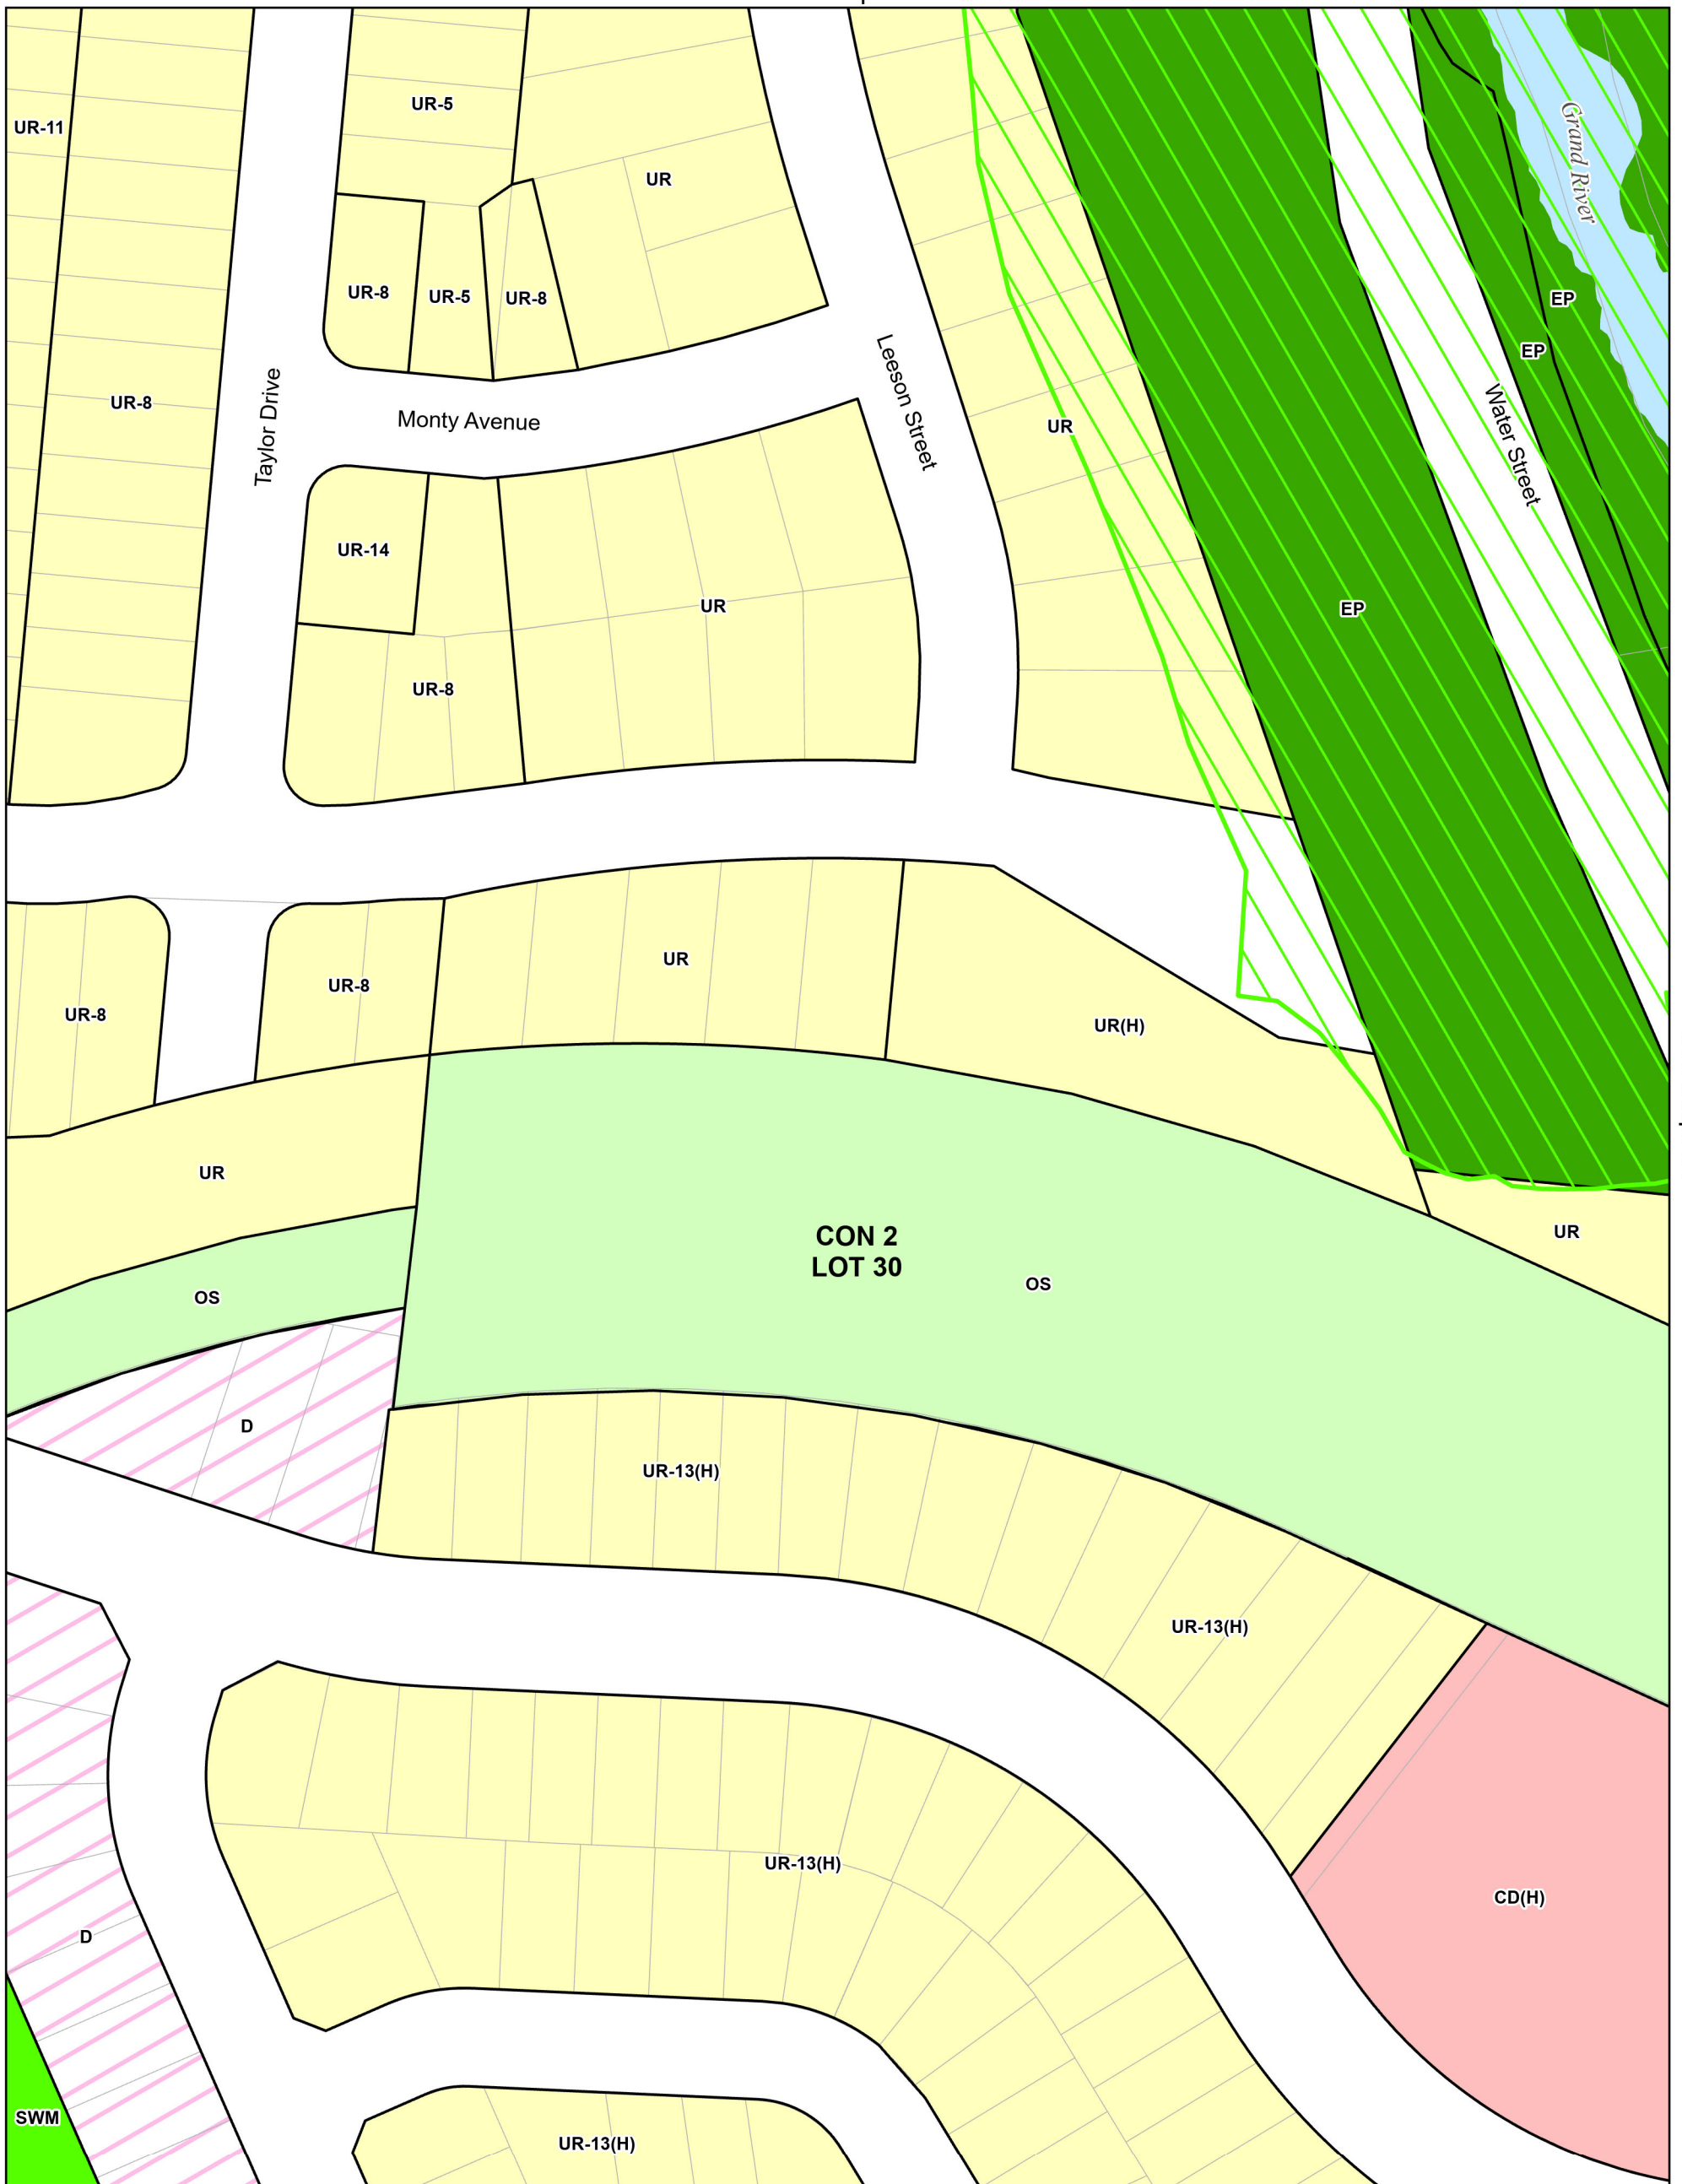 UR-5
UR-11
Grand River
UR
UR-8
UR-5
UR-8
EP
EP
UR-8
Taylor Drive
Monty Avenue
Leeson Street
UR
Water Street
UR-14
UR
EP
UR-8
UR
UR-8
UR-8
UR(H)
UR
UR
CON 2
LOT 30
OS
OS
D
UR-13(H)
UR-13(H)
UR-13(H)
CD(H)
D
SWM
UR-13(H)